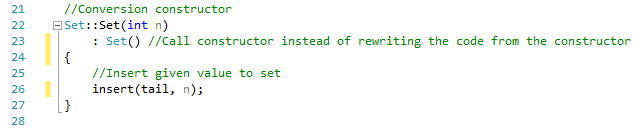 21 //Conversion constructor
22 Set::Set(int n)
23 : Set() //Call constructor instead of rewriting the code from the constructor
24 {
25 //Insert given value to set
26 insert(tail, n);
27 }
28